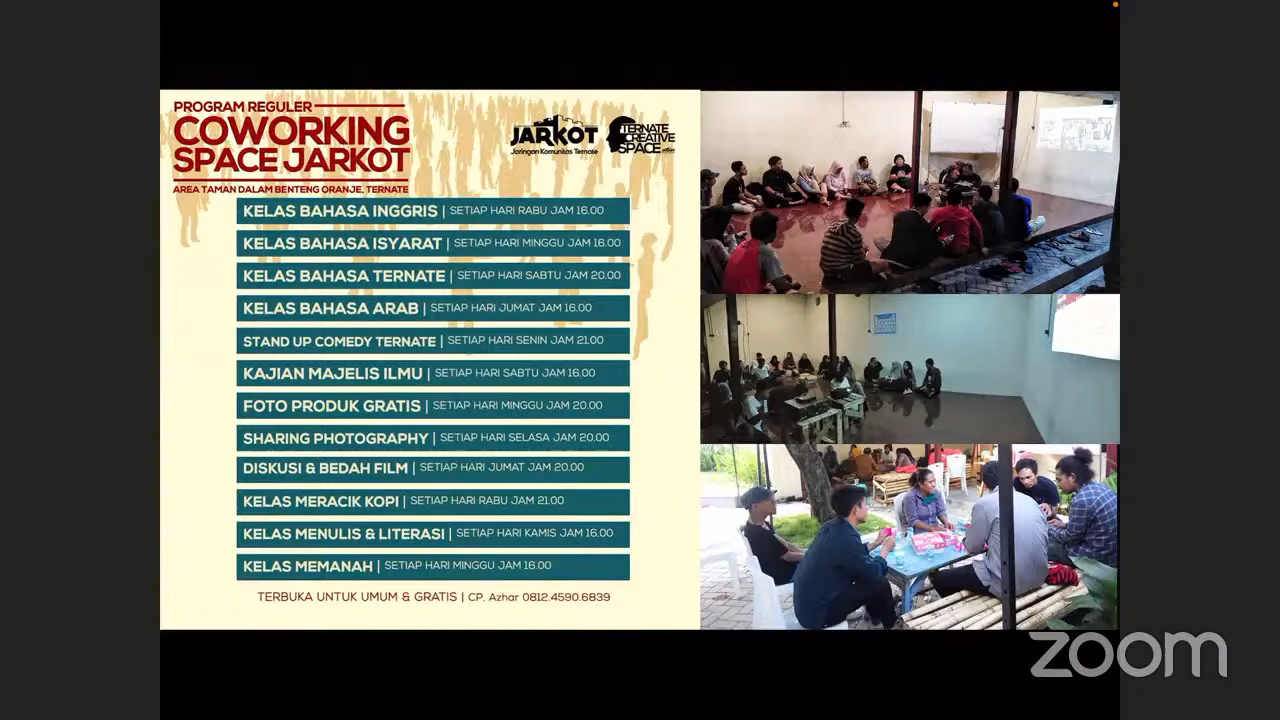 PROGRAM REGULER
COWORKING
SPACE JARKOT
AREA TAMAN DALAM BENTENG ORANJE, TERNATE
JARKOT
Jaringan Komunitas Ternate
TERNATE
CREATIVE
SPACE
KELAS BAHASA INGGRIS | SETIAP HARI RABU JAM 16.00
KELAS BAHASA ISYARAT | SETIAP HARI MINGGU JAM 16.00
KELAS BAHASA TERNATE | SETIAP HARI SABTU JAM 20.00
KELAS BAHASA ARAB | SETIAP HARI JUMAT JAM 16.00
STAND UP COMEDY TERNATE | SETIAP HARI SENIN JAM 21.00
KAJIAN MAJELIS ILMU | SETIAP HARI SABTU JAM 16.00
FOTO PRODUK GRATIS | SETIAP HARI MINGGU JAM 20.00
SHARING PHOTOGRAPHY | SETIAP HARI SELASA JAM 20.00
DISKUSI & BEDAH FILM | SETIAP HARI JUMAT JAM 20.00
KELAS MERACIK KOPI | SETIAP HARI RABU JAM 21.00
KELAS MENULIS & LITERASI | SETIAP HARI KAMIS JAM 16.00
KELAS MEMANAH | SETIAP HARI MINGGU JAM 16.00
TERBUKA UNTUK UMUM & GRATIS | CP. Azhar 0812.4590.6839
zoom